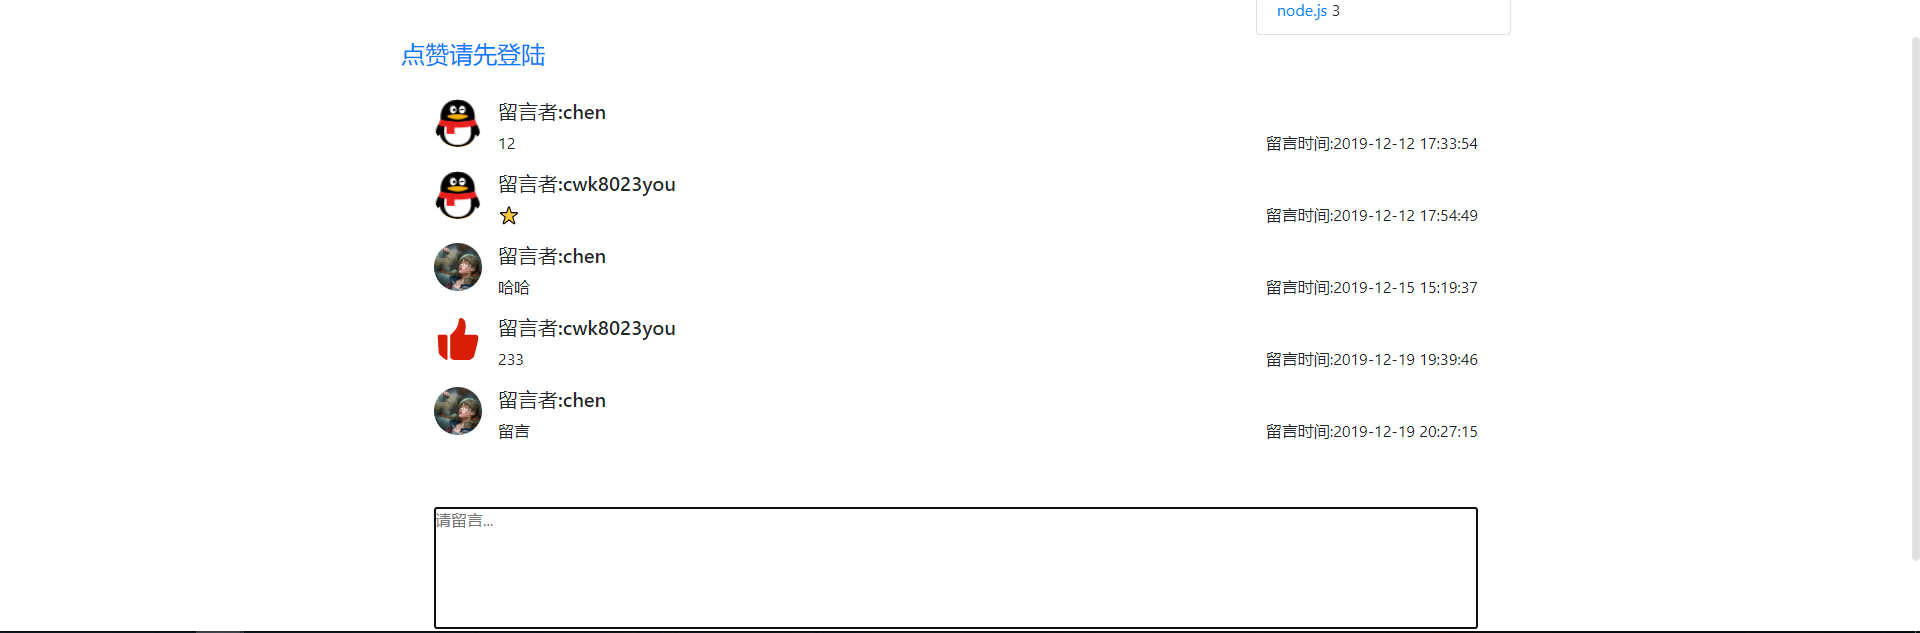 node.js 3
点赞请先登陆
留言者:chen
12
留言时间:2019-12-12 17:33:54
留言者:cwk8023you
留言时间:2019-12-12 17:54:49
留言者:chen
哈哈
留言时间:2019-12-15 15:19:37
留言者:cwk8023you
233
留言时间:2019-12-19 19:39:46
留言者:chen
留言
留言时间:2019-12-19 20:27:15
请留言...